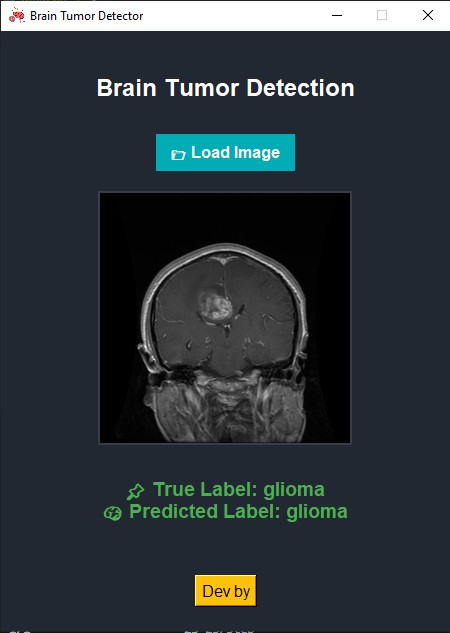 Brain Tumor Detector
Brain Tumor Detection
Load Image
True Label: glioma
Predicted Label: glioma
Dev by